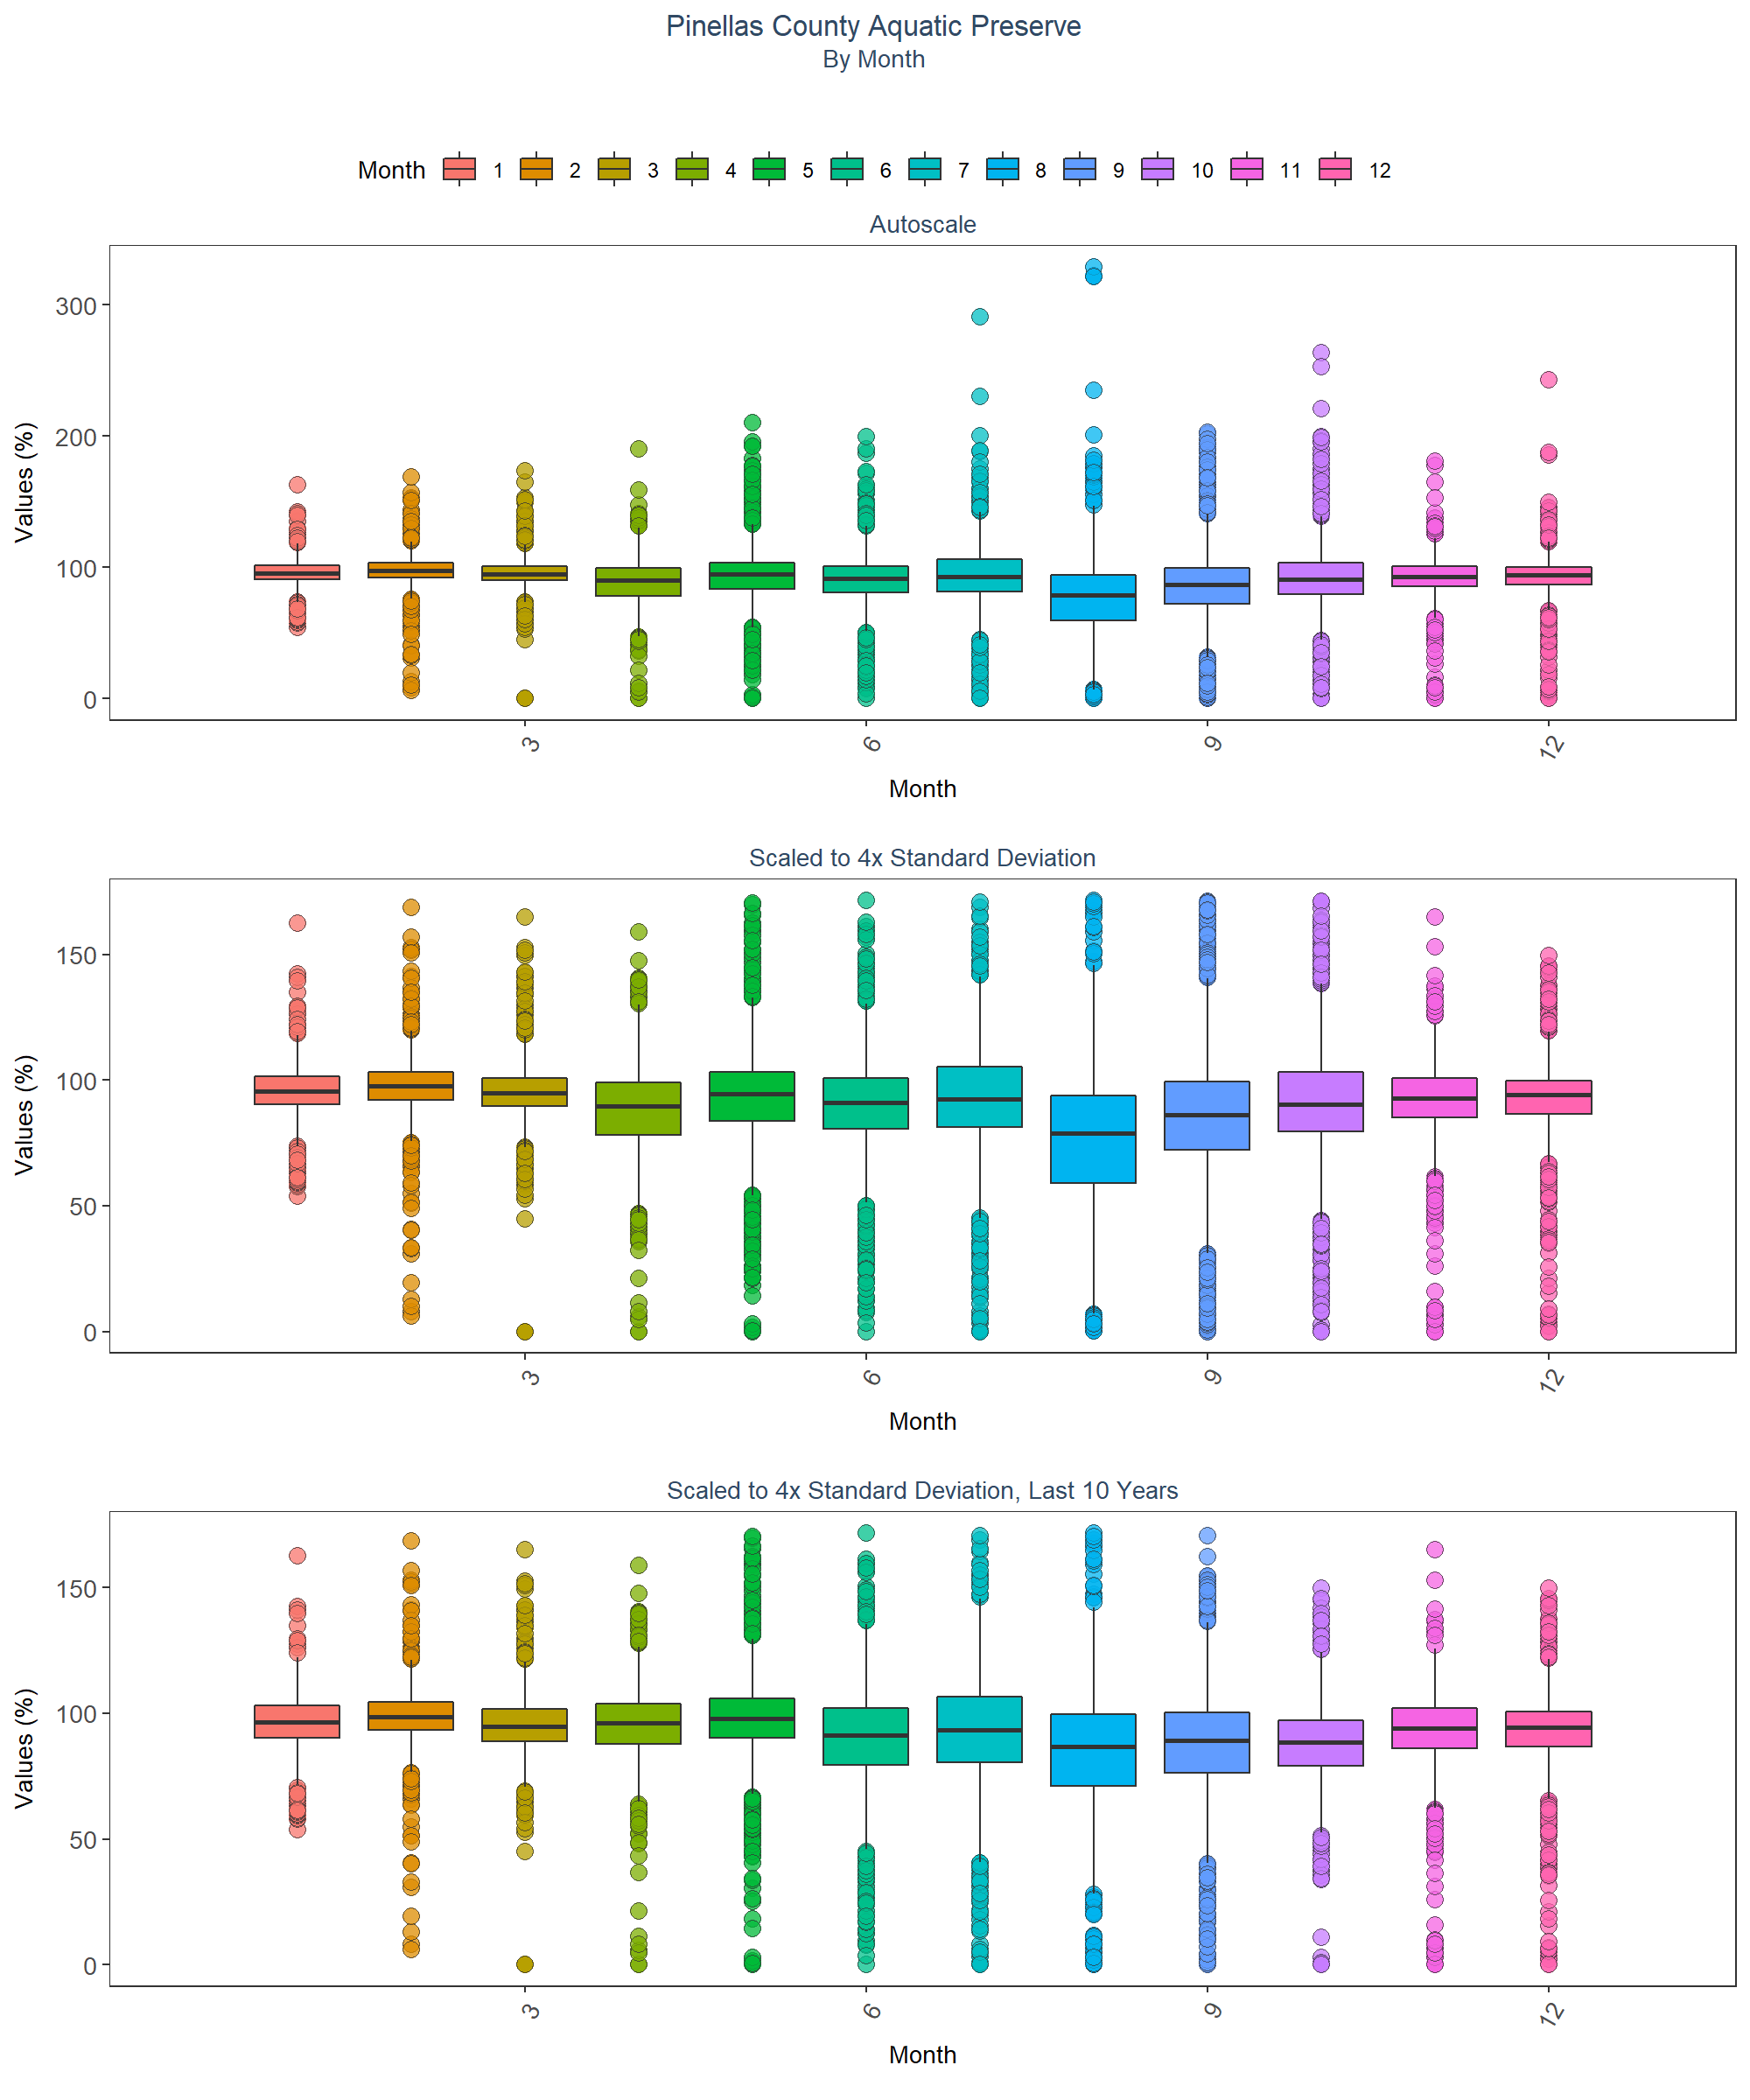 Pinellas County Aquatic Preserve
By Month
Month 1 2 3 4 5 6 7 8 9 10 11 12
Autoscale
Values (%)
300
200
100
0
3 6 9 12
Month
Scaled to 4x Standard Deviation
Values (%)
150
100
50
0
3 6 9 12
Month
Scaled to 4x Standard Deviation, Last 10 Years
Values (%)
150
100
50
0
3 6 9 12
Month